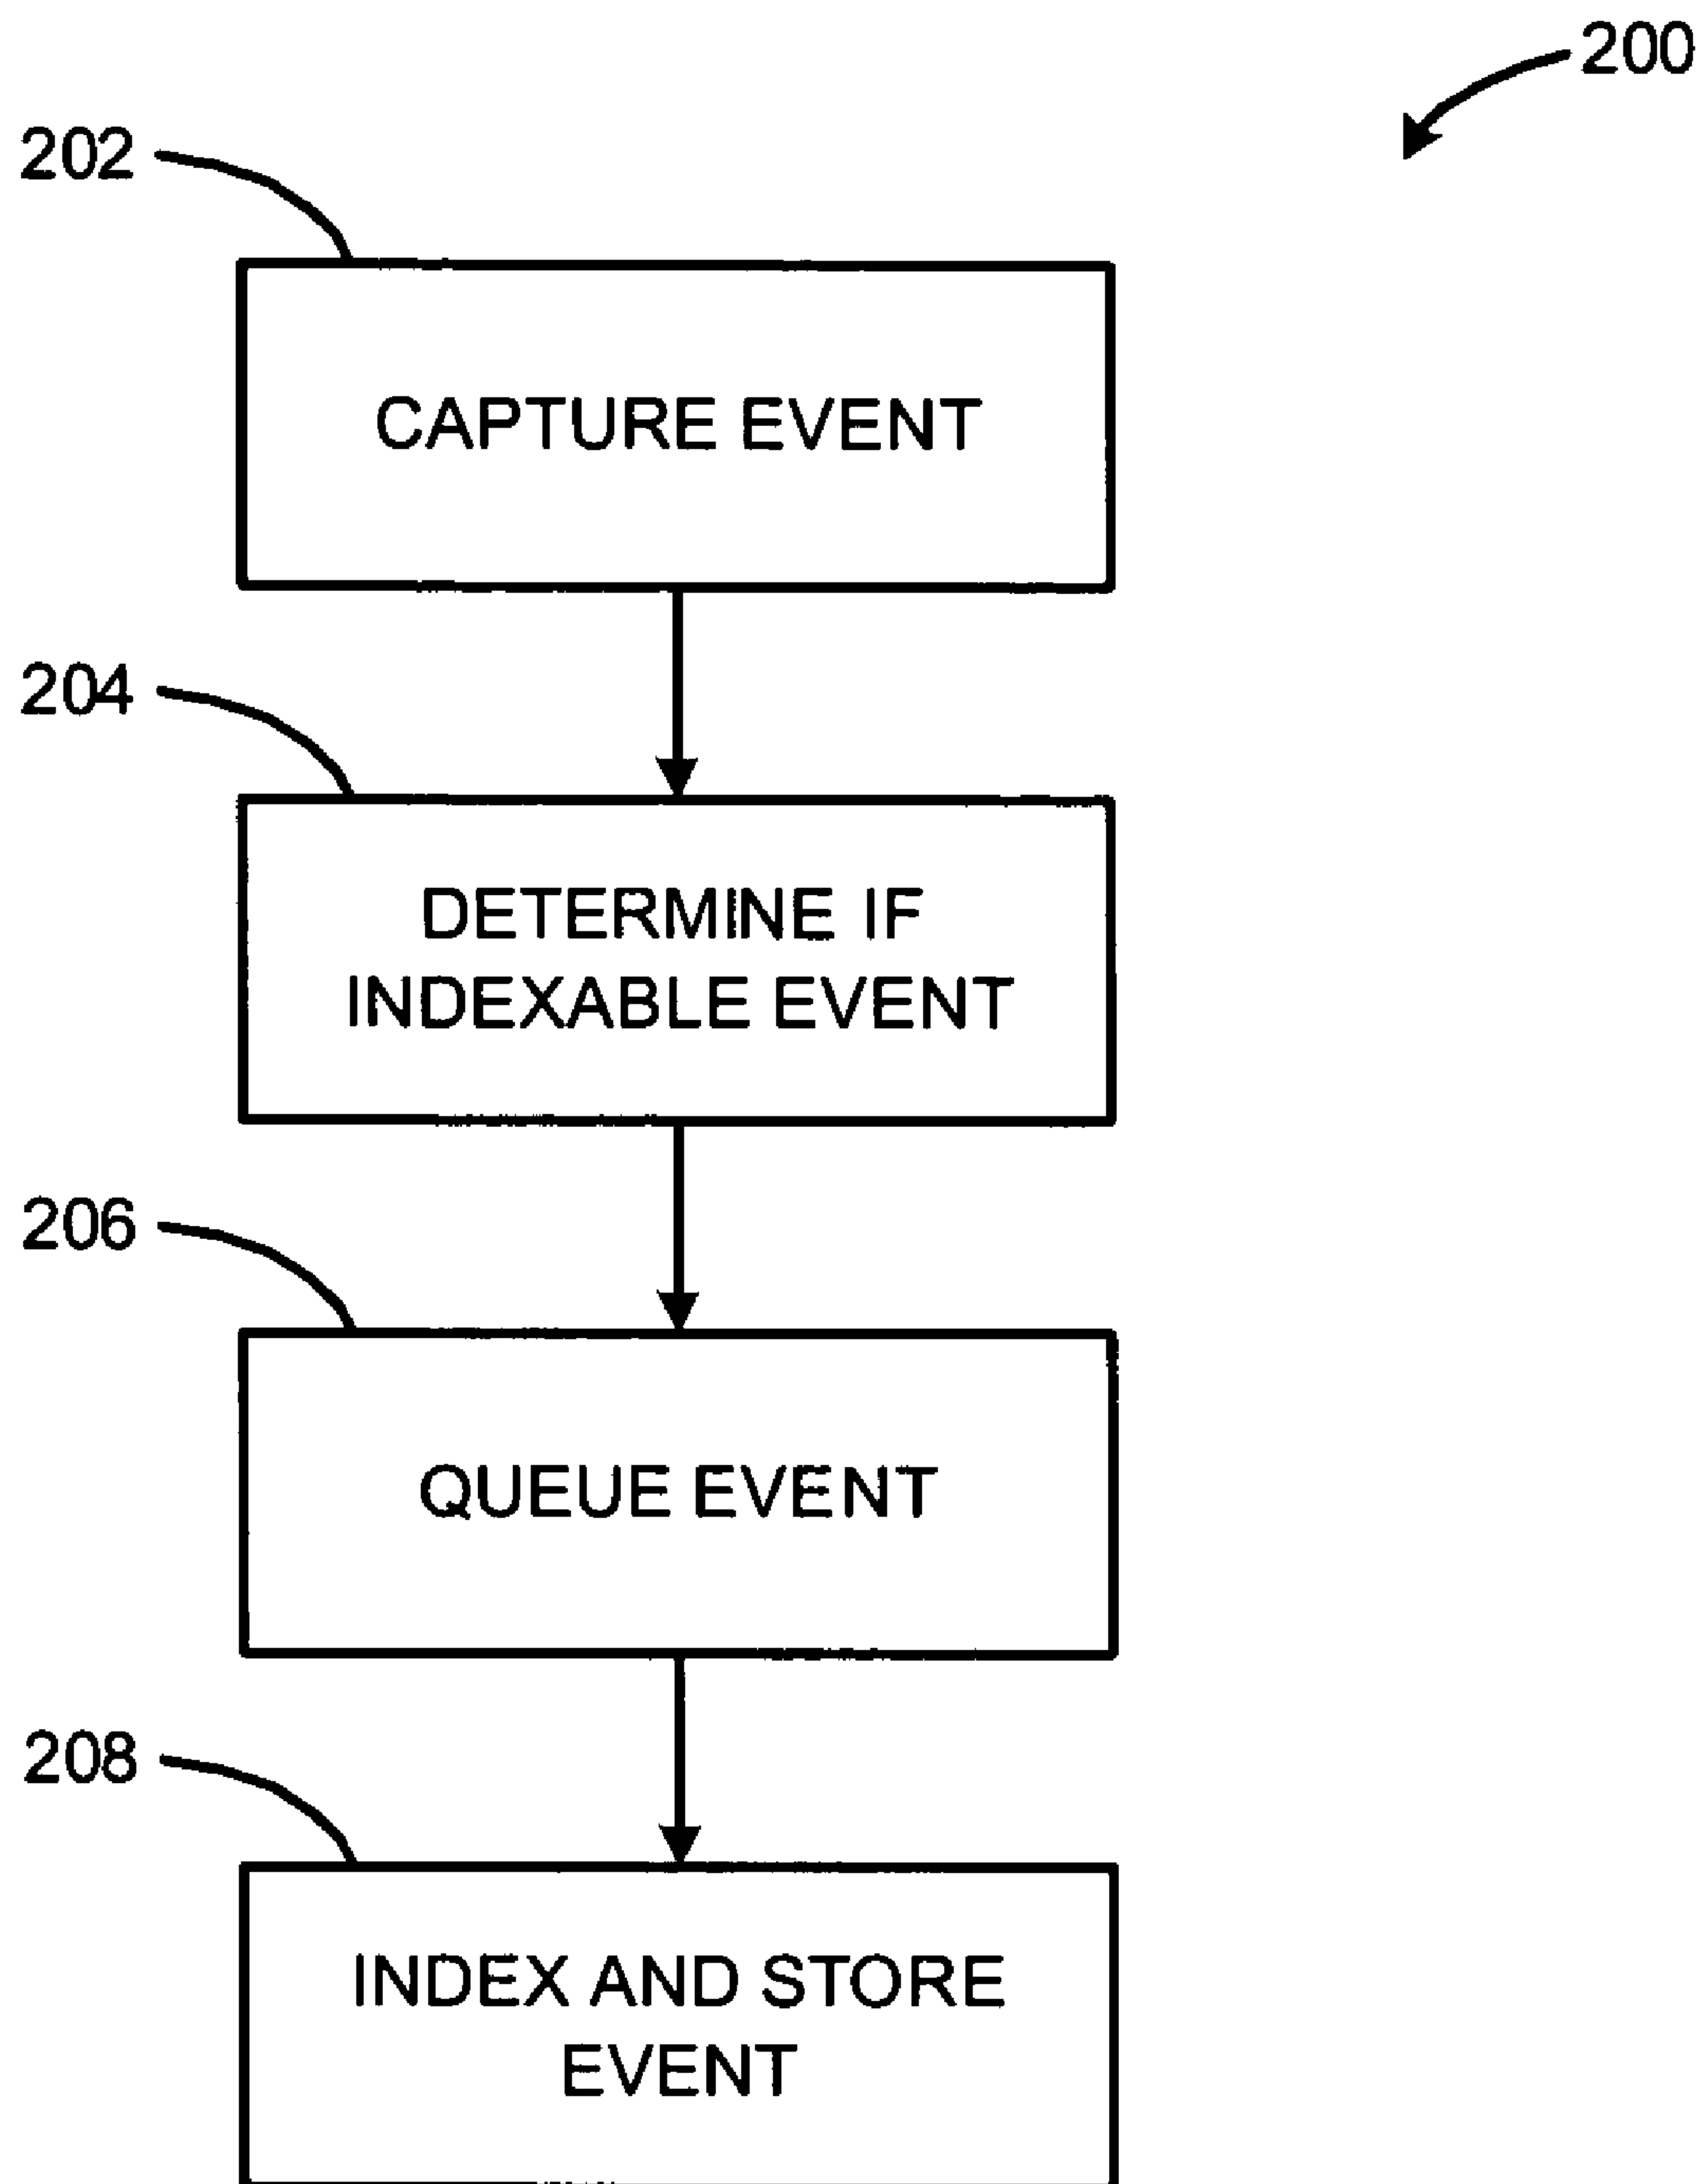 200
202
CAPTURE EVENT
204
DETERMINE IF
INDEXABLE EVENT
206
QUEUE EVENT
208
INDEX AND STORE
EVENT